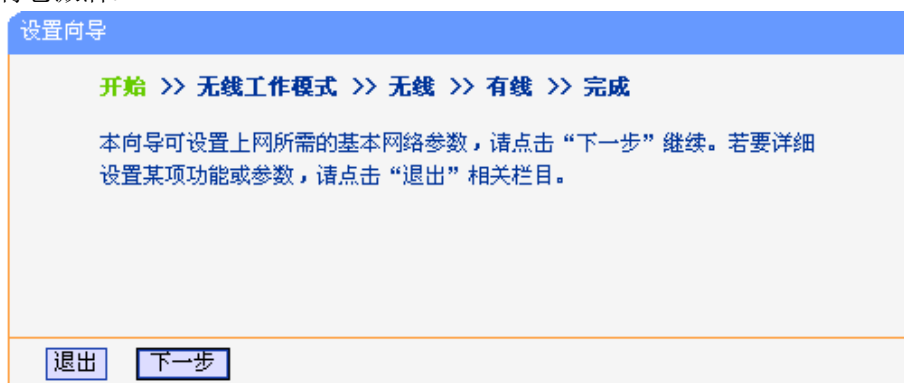 设置向导
开始 >> 无线工作模式 >> 无线 >> 有线 >> 完成
本向导可设置上网所需的基本网络参数，请点击“下一步”继续。若要详细
设置某项功能或参数，请点击“退出”相关栏目。
退出 下一步